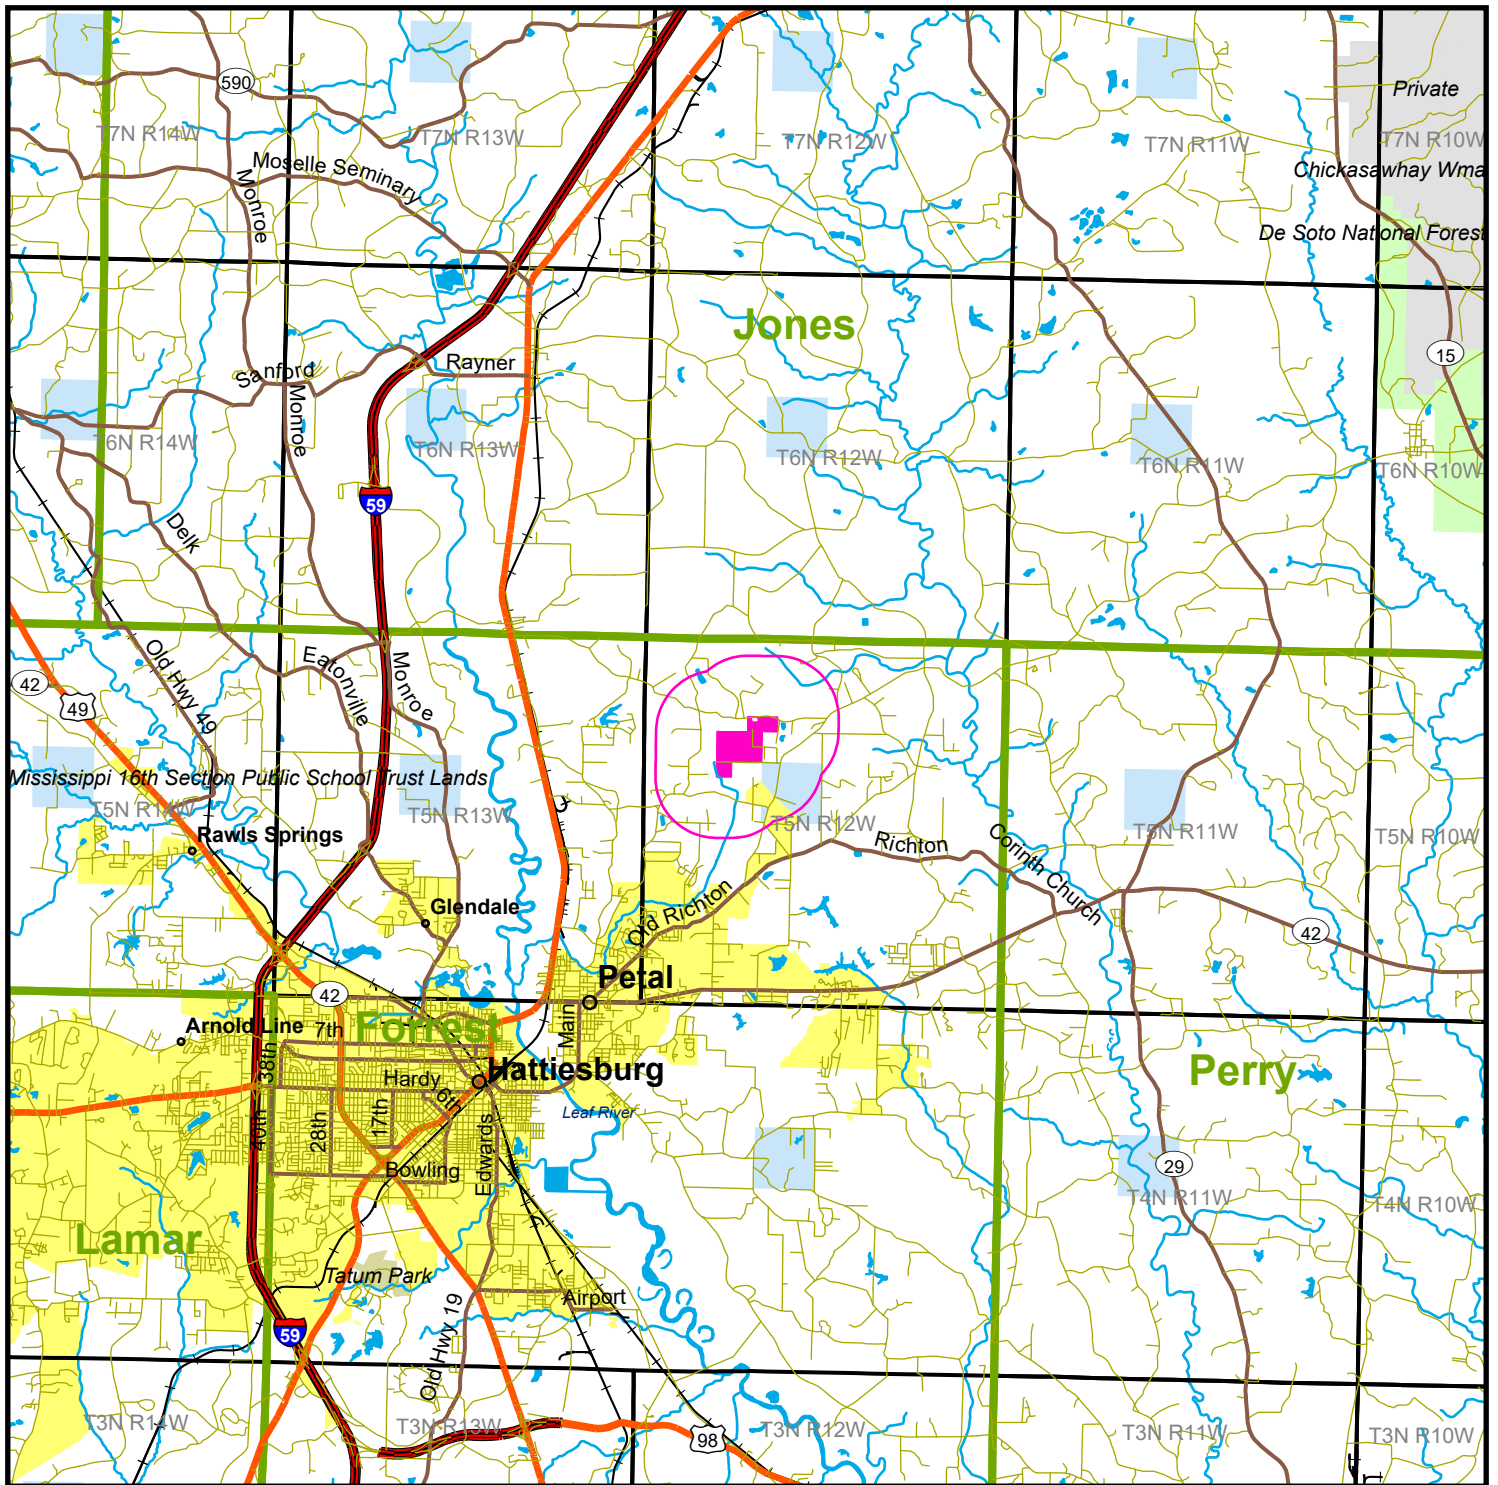 590
Private
T7N R14W
T7N R13W
T7N R12W
T7N R11W
T7N R10W
Moselle Seminary
Chickasawhay Wma
Monroe
De Soto National Forest
Jones
15
Rayner
Sanford
Monroe
T6N R14W
T6N R13W
T6N R12W
T6N R11W
T6N R10W
59
Delk
Old Hwy 49
Eatonville
Monroe
42
49
Mississippi 16th Section Public School Trust Lands
T5N R14W
T5N R13W
T5N R12W
T5N R11W
T5N R10W
Rawls Springs
Richton
Corinth Church
Glendale
Old Richton
42
Petal
42
Arnold Line
7th
Forrest
Main
38th
Hardy
6th
Hattiesburg
Perry
Leaf River
40th
28th
17th
Edwards
Bowling
29
T4N R11W
T4N R10W
Lamar
Tatum Park
Airport
59
Old Hwy 19
T3N R14W
T3N R13W
T3N R12W
T3N R11W
T3N R10W
98